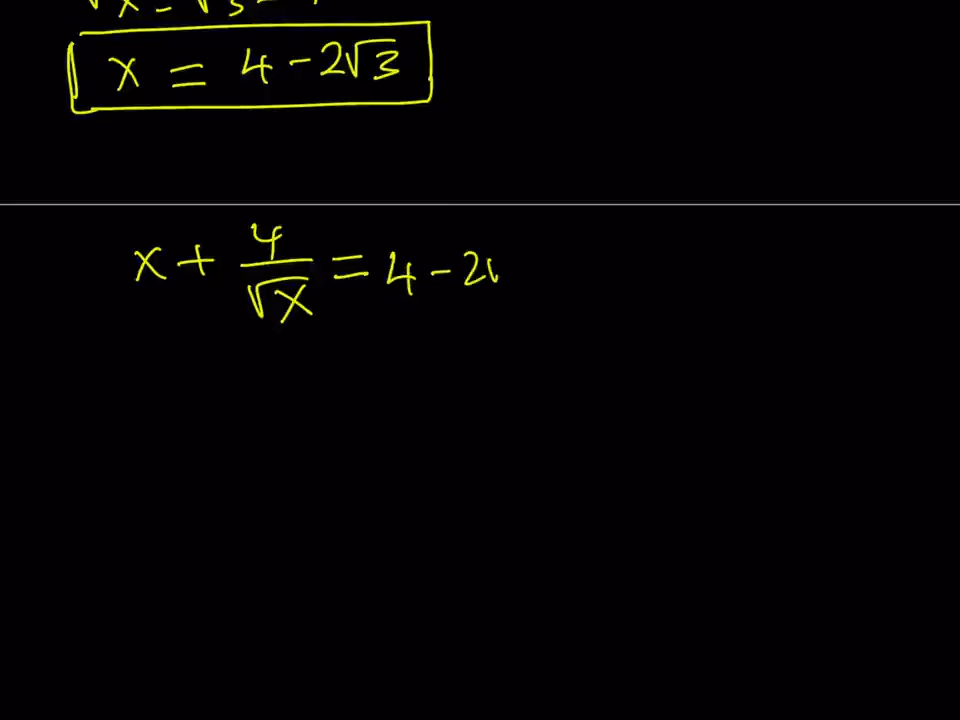 x = 4 - 2√3
x + 4/√x = 4 - 2